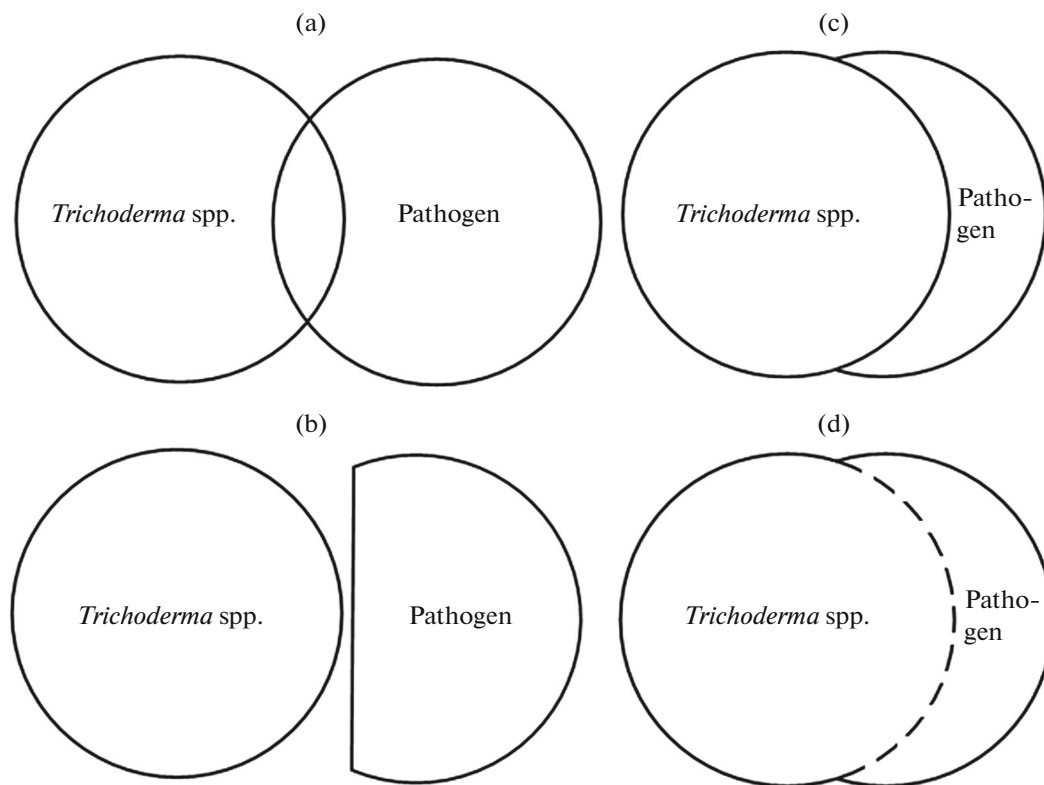 (a)
Trichoderma spp.
Pathogen
(c)
Trichoderma spp.
Patho-
gen
(b)
Trichoderma spp.
Pathogen
(d)
Trichoderma spp.
Patho-
gen